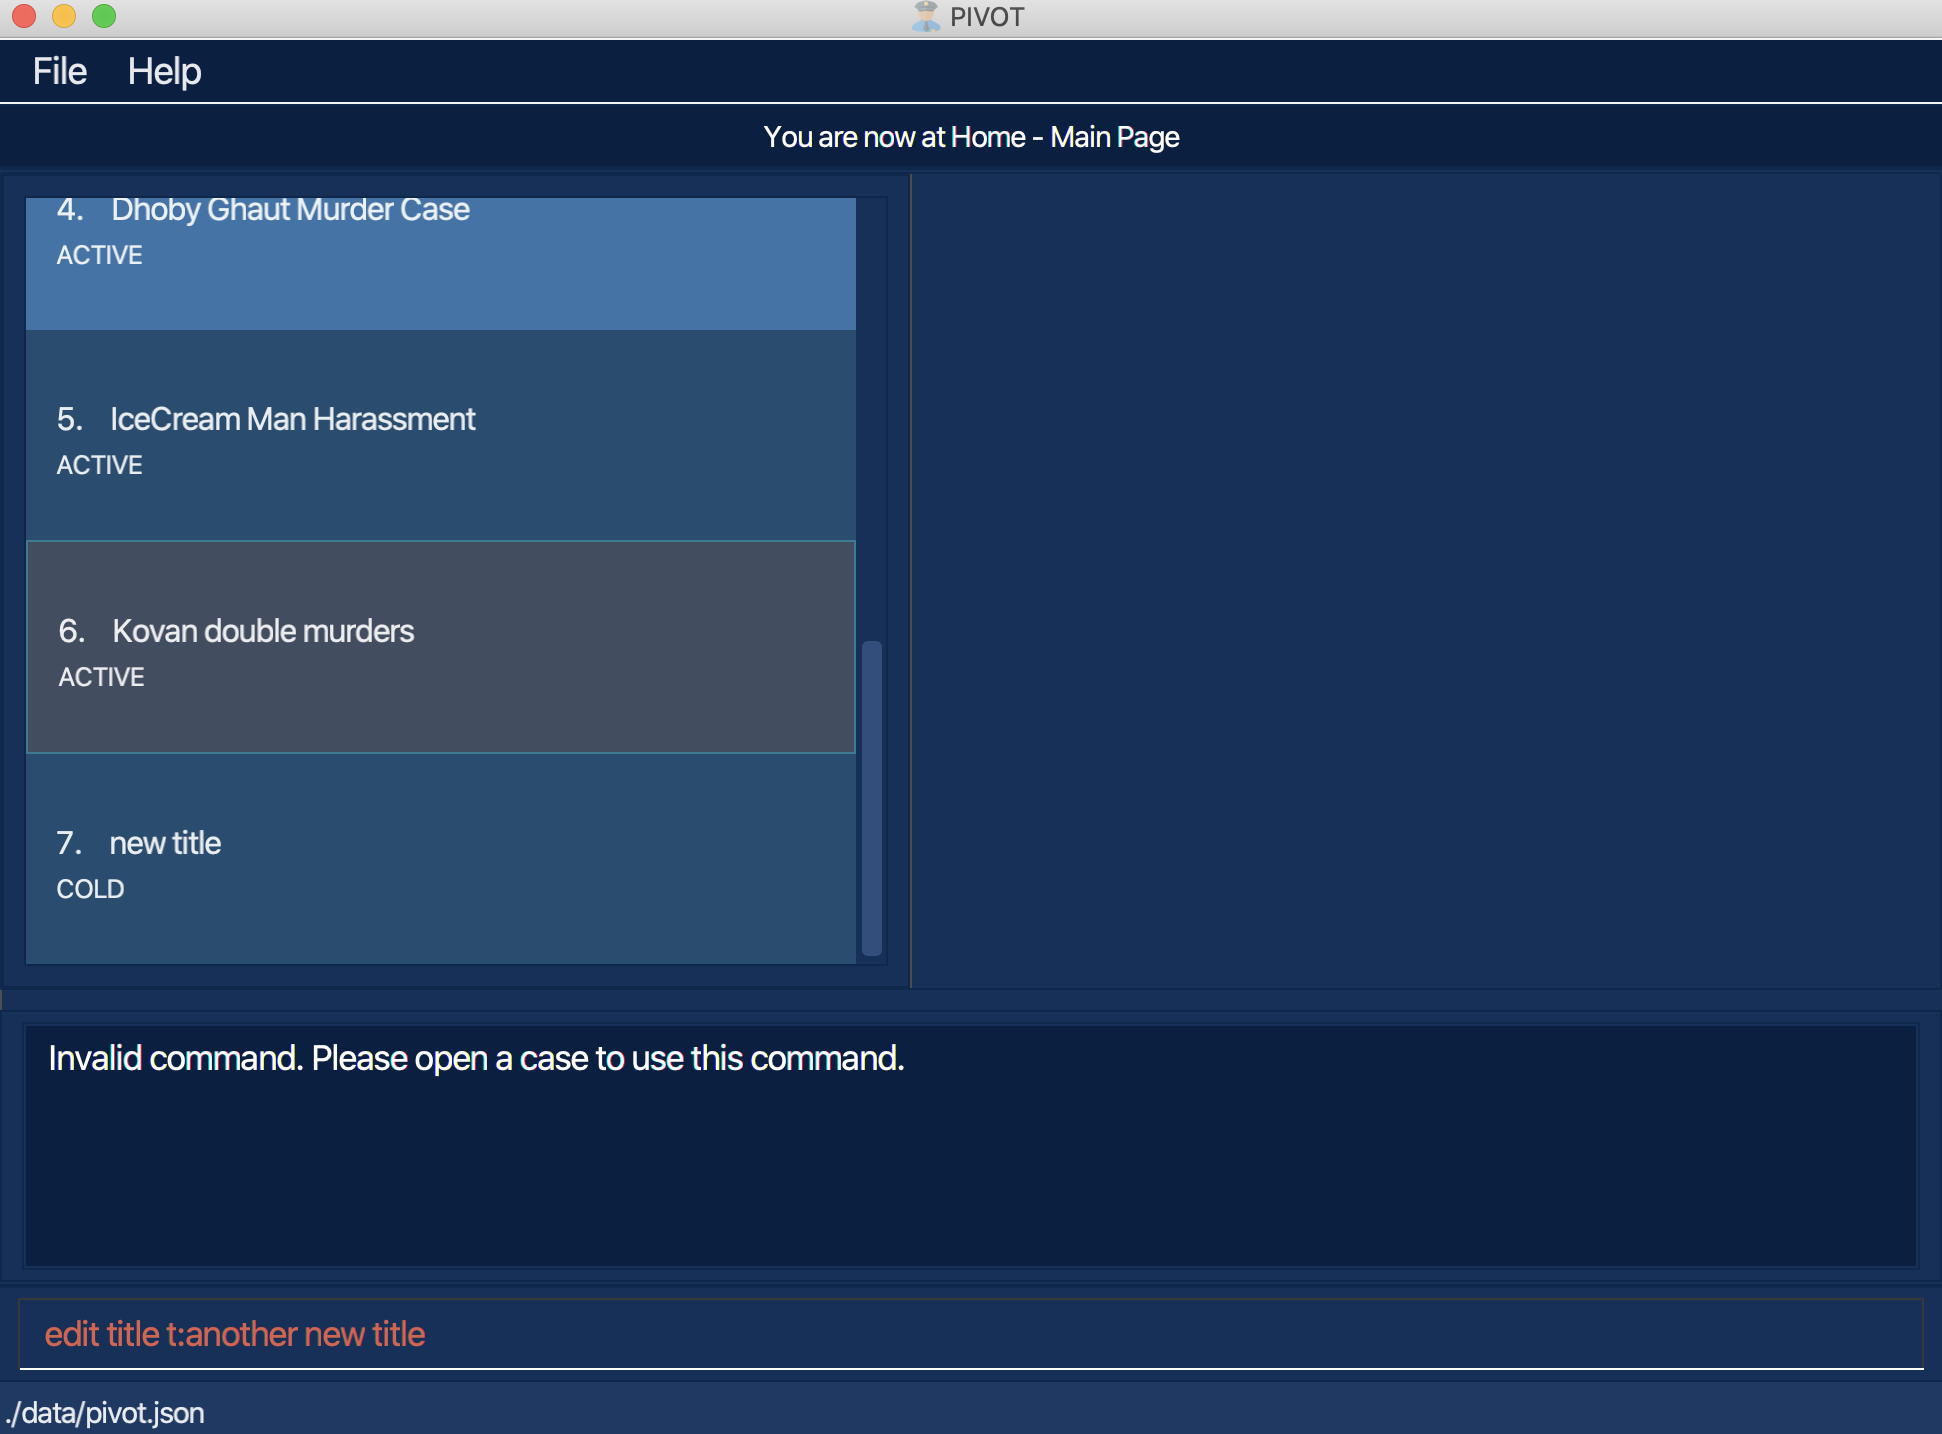 PIVOT
File Help
You are now at Home - Main Page
4. Dhoby Ghaut Murder Case
ACTIVE
5. IceCream Man Harassment
ACTIVE
6. Kovan double murders
ACTIVE
7. new title
COLD
Invalid command. Please open a case to use this command.
edit title t:another new title
./data/pivot.json